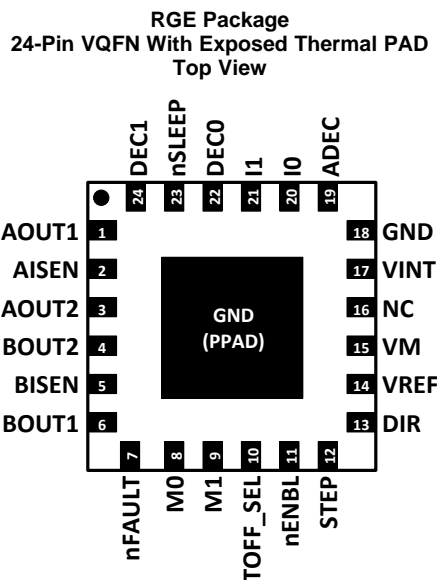 RGE Package
24-Pin VQFN With Exposed Thermal PAD
Top View
DEC1
nSLEEP
DEC0
I1
I0
ADEC
24
23
22
21
20
19
AOUT1 1
AISEN 2
AOUT2 3
BOUT2 4
BISEN 5
BOUT1 6
GND
(PPAD)
18 GND
17 VINT
16 NC
15 VM
14 VREF
13 DIR
7
8
9
10
11
12
nFAULT
M0
M1
TOFF_SEL
nENBL
STEP